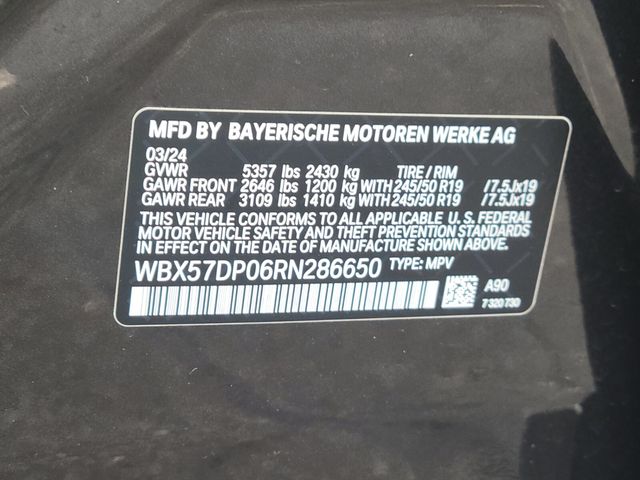 MFD BY BAYERISCHE MOTOREN WERKE AG
03/24
GVWR 5357 lbs 2430 kg TIRE / RIM
GAWR FRONT 2646 lbs 1200 kg WITH 245/50 R19 / 7.5Jx19
GAWR REAR 3109 lbs 1410 kg WITH 245/50 R19 / 7.5Jx19
THIS VEHICLE CONFORMS TO ALL APPLICABLE U.S. FEDERAL
MOTOR VEHICLE SAFETY AND THEFT PREVENTION STANDARDS
IN EFFECT ON THE DATE OF MANUFACTURE SHOWN ABOVE.
WBX57DP06RN286650 TYPE: MPV
A90
7 320 730